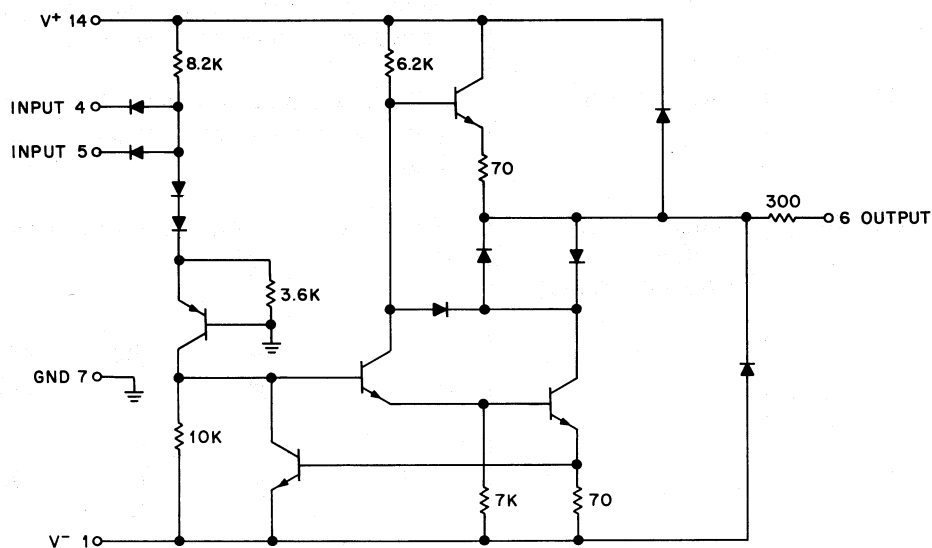 V+ 14
8.2K
6.2K
INPUT 4
INPUT 5
70
300
6 OUTPUT
3.6K
GND 7
10K
7K
70
V- 1